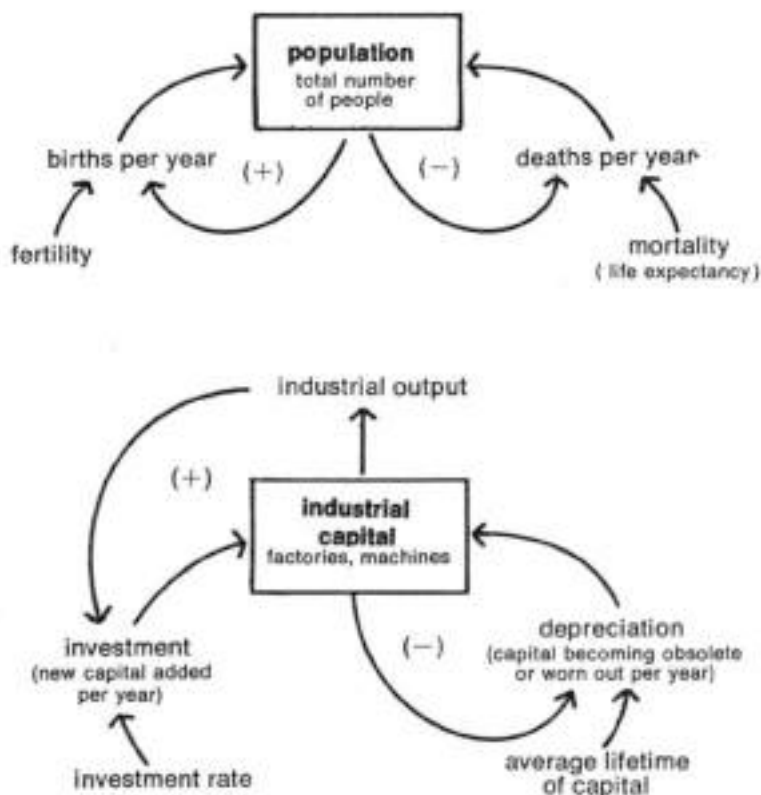 population
total number
of people
births per year
(+)
(−)
deaths per year
fertility
mortality
( life expectancy)
industrial output
(+)
industrial
capital
factories, machines
investment
(new capital added
per year)
(−)
depreciation
(capital becoming obsolete
or worn out per year)
investment rate
average lifetime
of capital